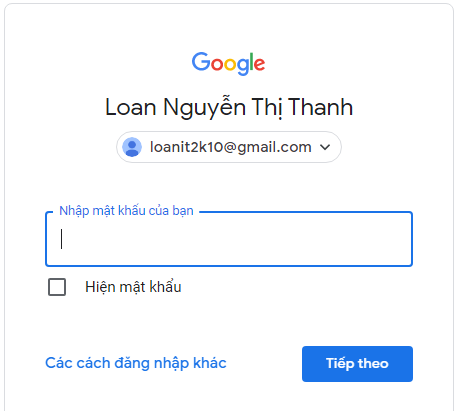 Google
Loan Nguyễn Thị Thanh
loanit2k10@gmail.com
Nhập mật khẩu của bạn
Hiện mật khẩu
Các cách đăng nhập khác
Tiếp theo